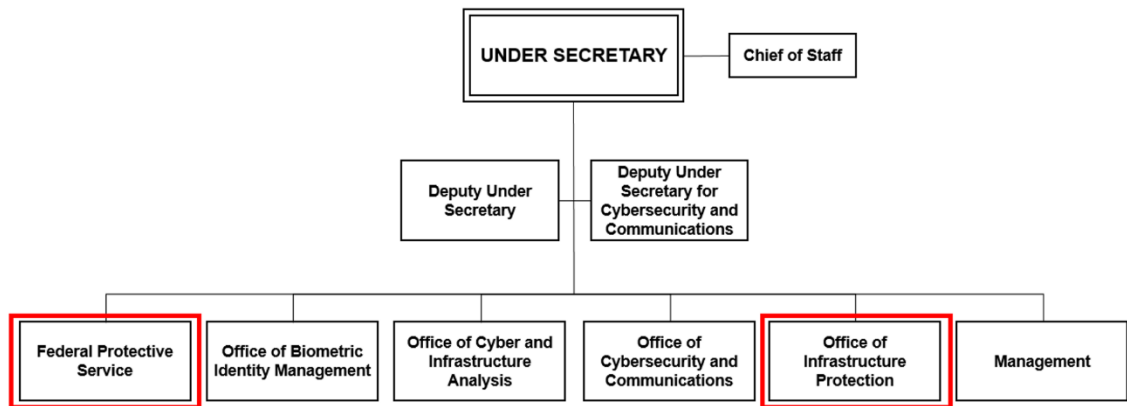 UNDER SECRETARY
Chief of Staff
Deputy Under
Secretary
Deputy Under
Secretary for
Cybersecurity and
Communications
Federal Protective
Service
Office of Biometric
Identity Management
Office of Cyber and
Infrastructure
Analysis
Office of
Cybersecurity and
Communications
Office of
Infrastructure
Protection
Management